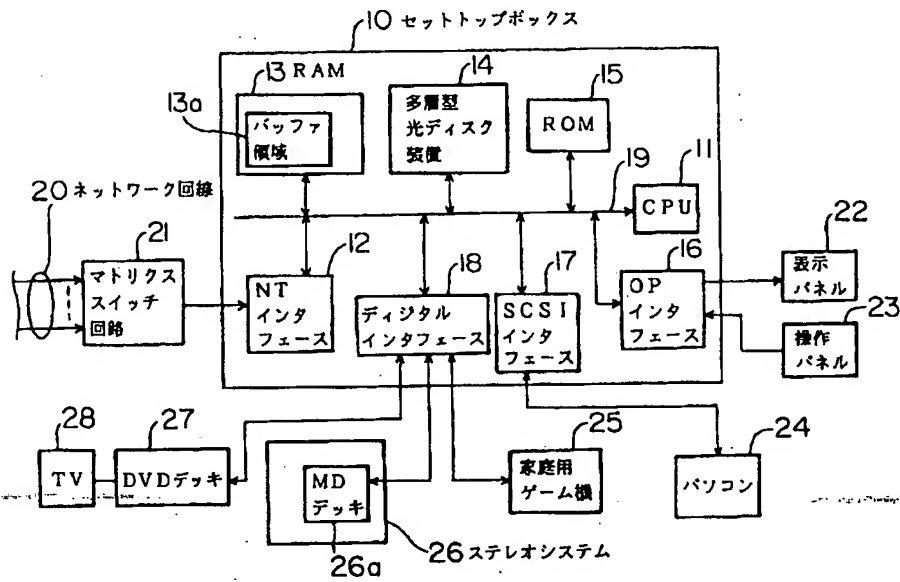 10 セットトップボックス
13 RAM
13a
バッファ
領域
14
多層型
光ディスク
装置
15
ROM
19
11
CPU
20 ネットワーク回線
21
マトリクス
スイッチ
回路
12
NT
インタ
フェース
18
ディジタル
インタフェース
17
SCSI
インタ
フェース
16
OP
インタ
フェース
22
表示
パネル
23
操作
パネル
28
TV
27
DVDデッキ
MD
デッキ
26a
26 ステレオシステム
25
家庭用
ゲーム機
24
パソコン